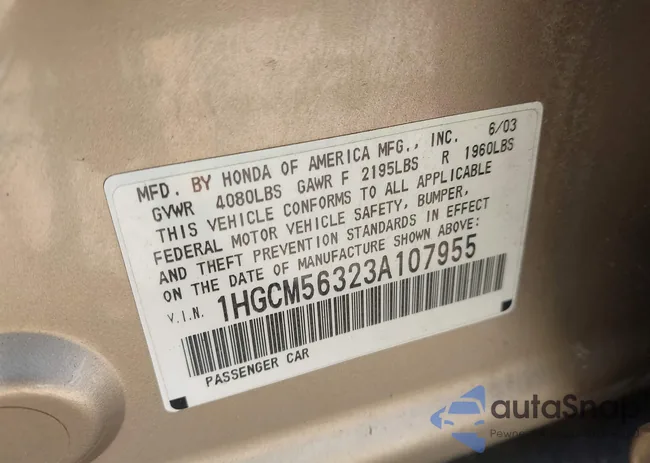 MFD. BY HONDA OF AMERICA MFG., INC. 6/03
GVWR 4080LBS GAWR F 2195LBS R 1960LBS
THIS VEHICLE CONFORMS TO ALL APPLICABLE
FEDERAL MOTOR VEHICLE SAFETY, BUMPER,
AND THEFT PREVENTION STANDARDS IN EFFECT
ON THE DATE OF MANUFACTURE SHOWN ABOVE:
V.I.N. 1HGCM56323A107955
PASSENGER CAR
autaSnap